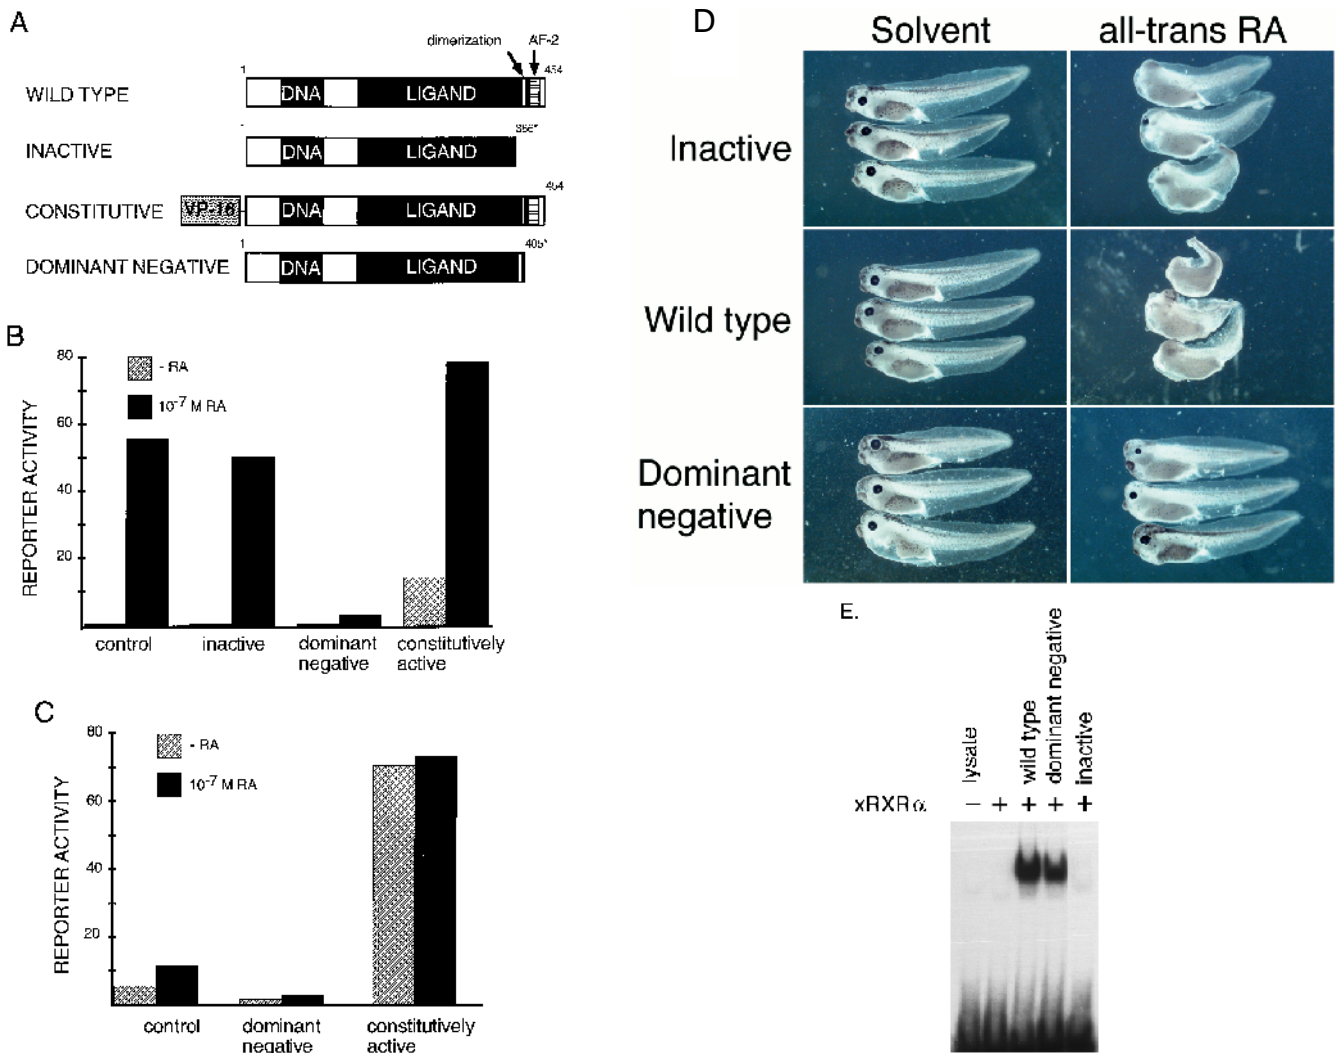 A
dimerization AF-2
1 454
WILD TYPE DNA LIGAND
INACTIVE DNA LIGAND
454
CONSTITUTIVE VP-16 DNA LIGAND
1 405*
DOMINANT NEGATIVE DNA LIGAND
B
80
60
40
20
REPORTER ACTIVITY
- RA
10-7 M RA
control
inactive
dominant
negative
constitutively
active
C
80
60
40
20
REPORTER ACTIVITY
- RA
10-7 M RA
control
dominant
negative
constitutively
active
D
Solvent all-trans RA
Inactive
Wild type
Dominant
negative
E.
lysate
wild type
dominant negative
inactive
xRXRα − + + + +